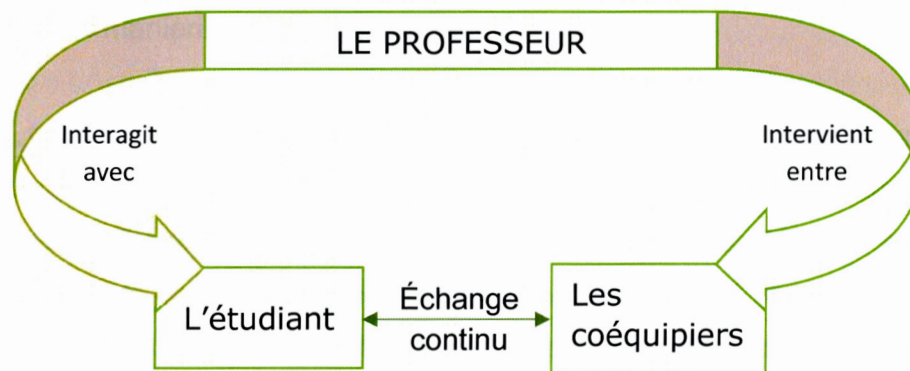 LE PROFESSEUR
Interagit
avec
Intervient
entre
L'étudiant
Échange
continu
Les
coéquipiers